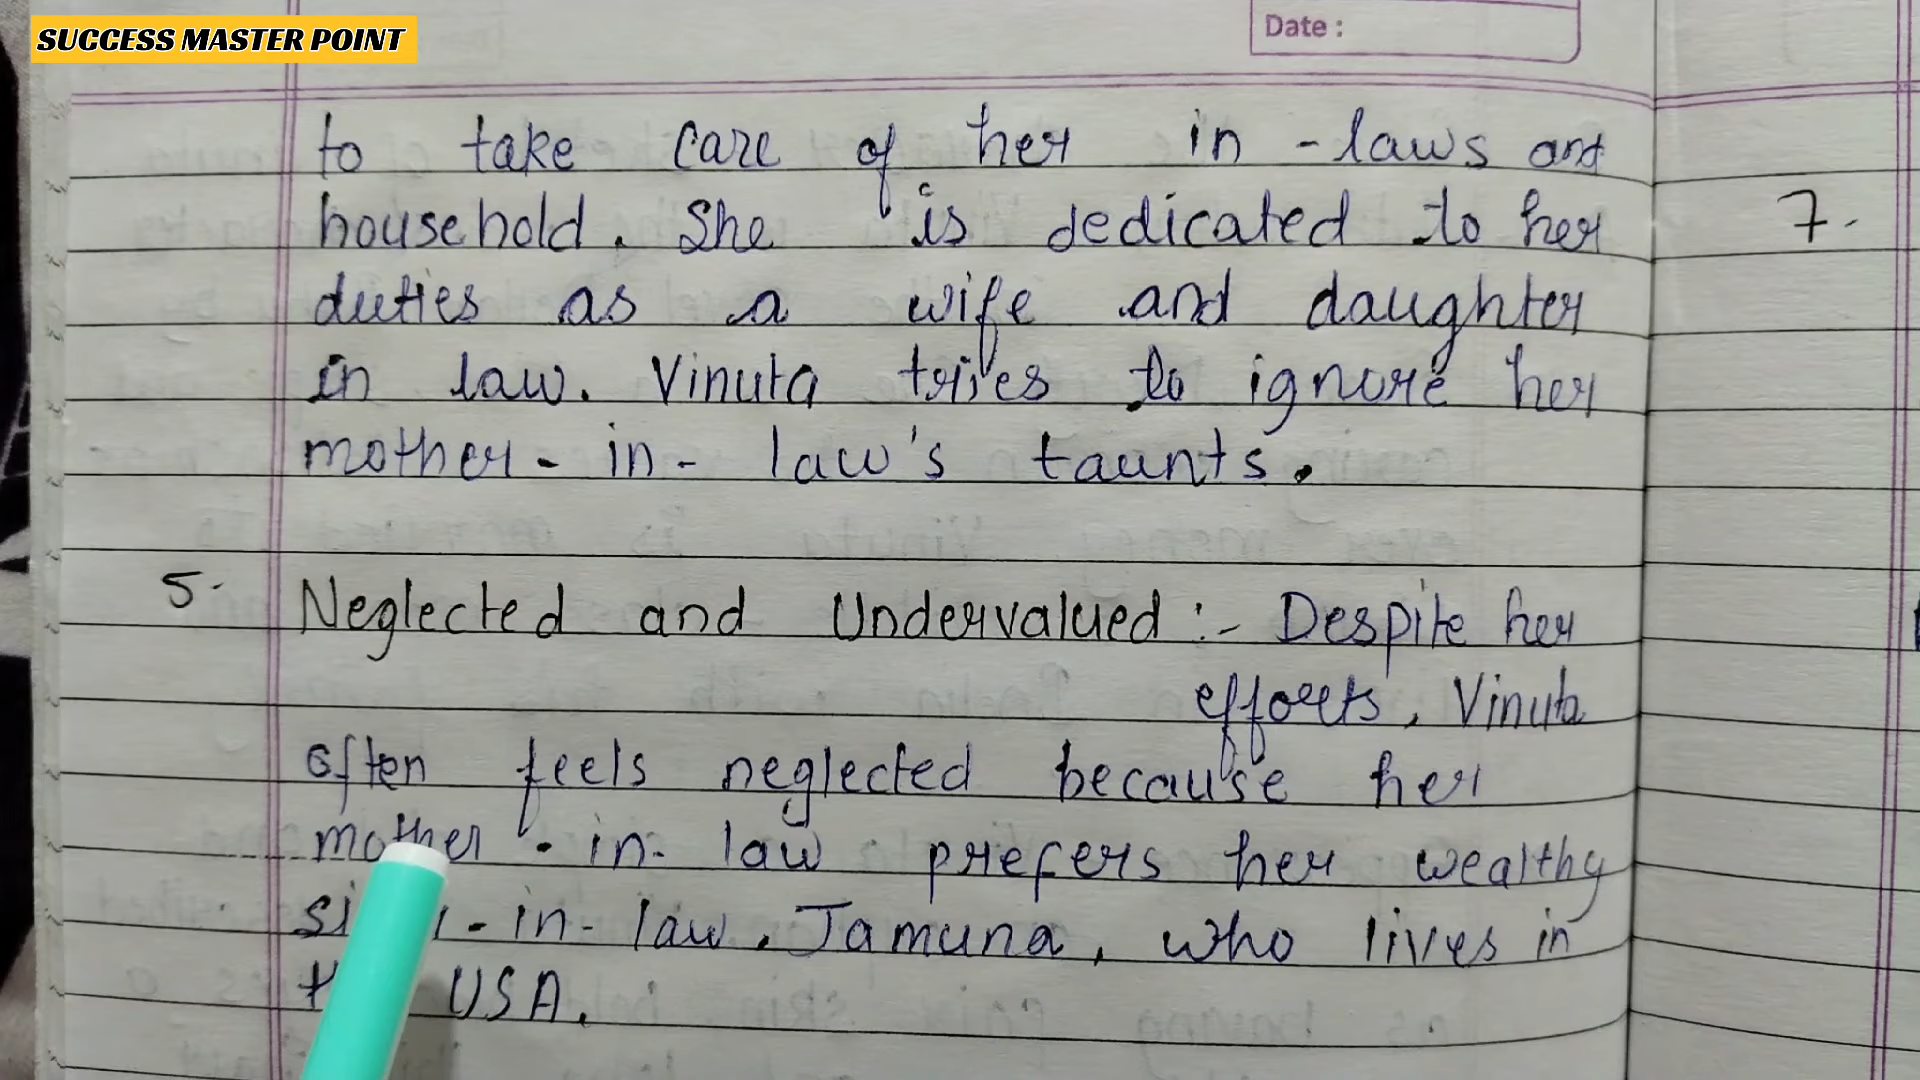 SUCCESS MASTER POINT
Date :
to take care of her in - laws and
household. She is dedicated to her
duties as a wife and daughter
in law. Vinuta tries to ignore her
mother - in - law's taunts.
5. Neglected and Undervalued :- Despite her
efforts, Vinuta
often feels neglected because her
mother - in - law prefers her wealthy
- in - law, Jamuna, who lives in
USA.
7.